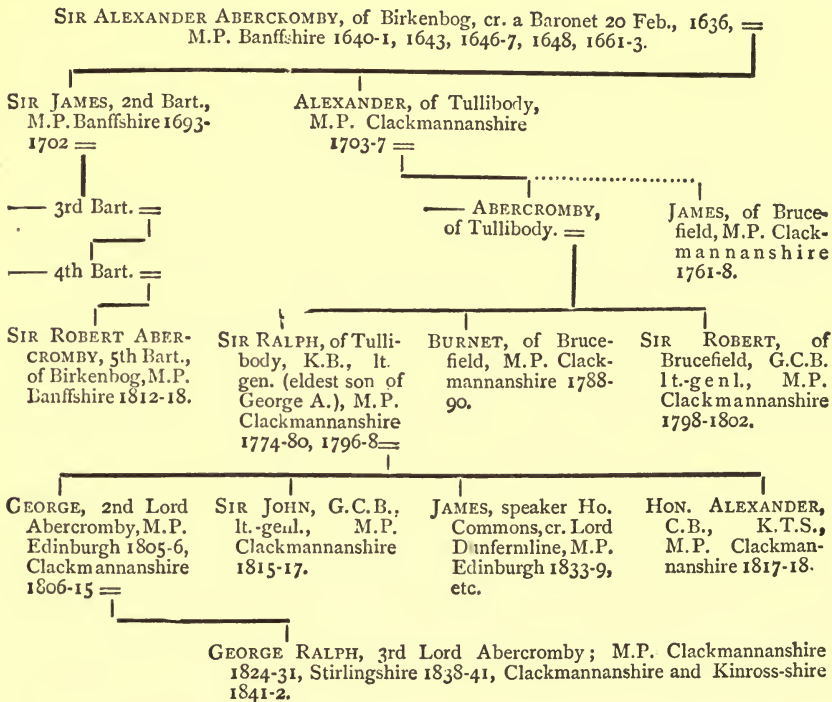 SIR ALEXANDER ABERCROMBY, of Birkenbog, cr. a Baronet 20 Feb., 1636, =
M.P. Banffshire 1640-1, 1643, 1646-7, 1648, 1661-3.
SIR JAMES, 2nd Bart.,
M.P. Banffshire 1693-
1702 =
ALEXANDER, of Tullibody,
M.P. Clackmannanshire
1703-7 =
— 3rd Bart. =
— ABERCROMBY,
of Tullibody. =
JAMES, of Bruce-
field, M.P. Clack-
mannanshire
1761-8.
— 4th Bart. =
SIR ROBERT ABER-
CROMBY, 5th Bart.,
of Birkenbog, M.P.
Banffshire 1812-18.
SIR RALPH, of Tulli-
body, K.B., lt.
gen. (eldest son of
George A.), M.P.
Clackmannanshire
1774-80, 1796-8=
BURNET, of Bruce-
field, M.P. Clack-
mannanshire 1788-
90.
SIR ROBERT, of
Brucefield, G.C.B.
lt.-genl., M.P.
Clackmannanshire
1798-1802.
GEORGE, 2nd Lord
Abercromby, M.P.
Edinburgh 1805-6,
Clackmannanshire
1806-15 =
SIR JOHN, G.C.B.,
lt.-genl., M.P.
Clackmannanshire
1815-17.
JAMES, speaker Ho.
Commons, cr. Lord
Dunfermline, M.P.
Edinburgh 1833-9,
etc.
HON. ALEXANDER,
C.B., K.T.S.,
M.P. Clackman-
nanshire 1817-18.
GEORGE RALPH, 3rd Lord Abercromby; M.P. Clackmannanshire
1824-31, Stirlingshire 1838-41, Clackmannanshire and Kinross-shire
1841-2.